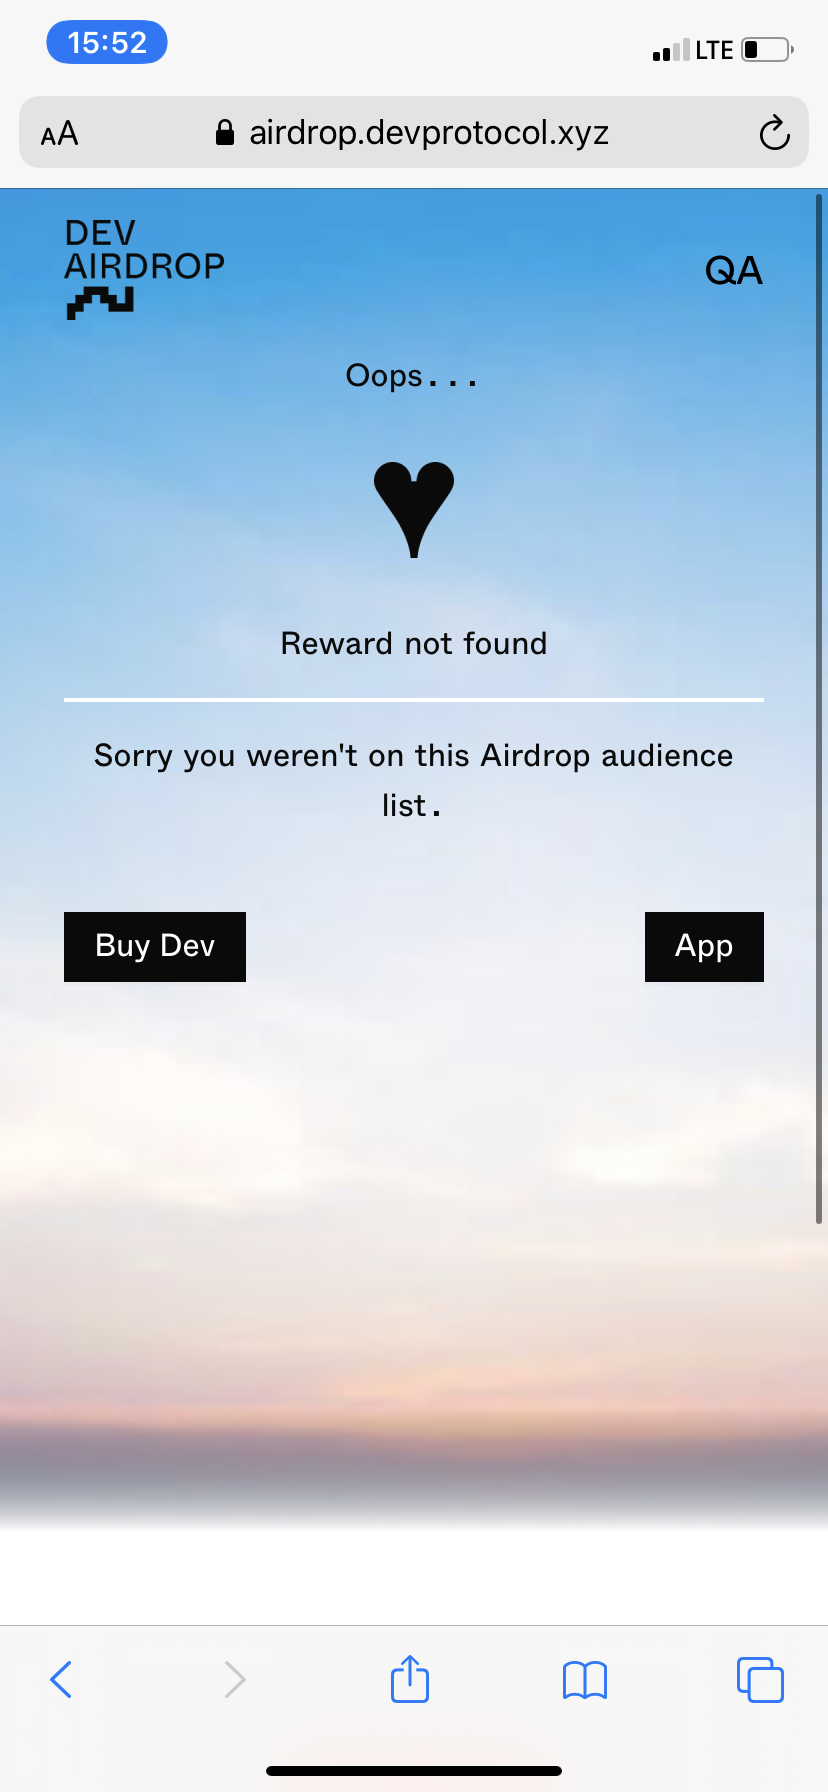 15:52
LTE
AA
airdrop.devprotocol.xyz
DEV
AIRDROP
QA
Oops...
Reward not found
Sorry you weren't on this Airdrop audience
list.
Buy Dev
App